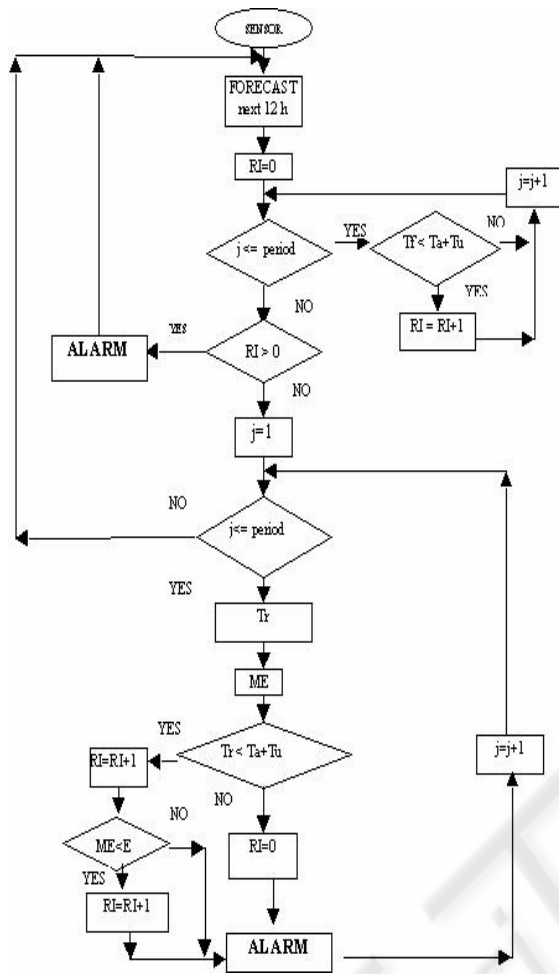 SENSOR
FORECAST
next 12 h
RI=0
j=j+1
j <= period
YES
Tf < Ta+Tu
NO
YES
RI = RI+1
NO
ALARM
YES
RI > 0
NO
j=1
NO
j<= period
YES
Tr
ME
YES
Tr < Ta+Tu
j=j+1
RI=RI+1
NO
NO
ME<E
RI=0
YES
RI=RI+1
ALARM